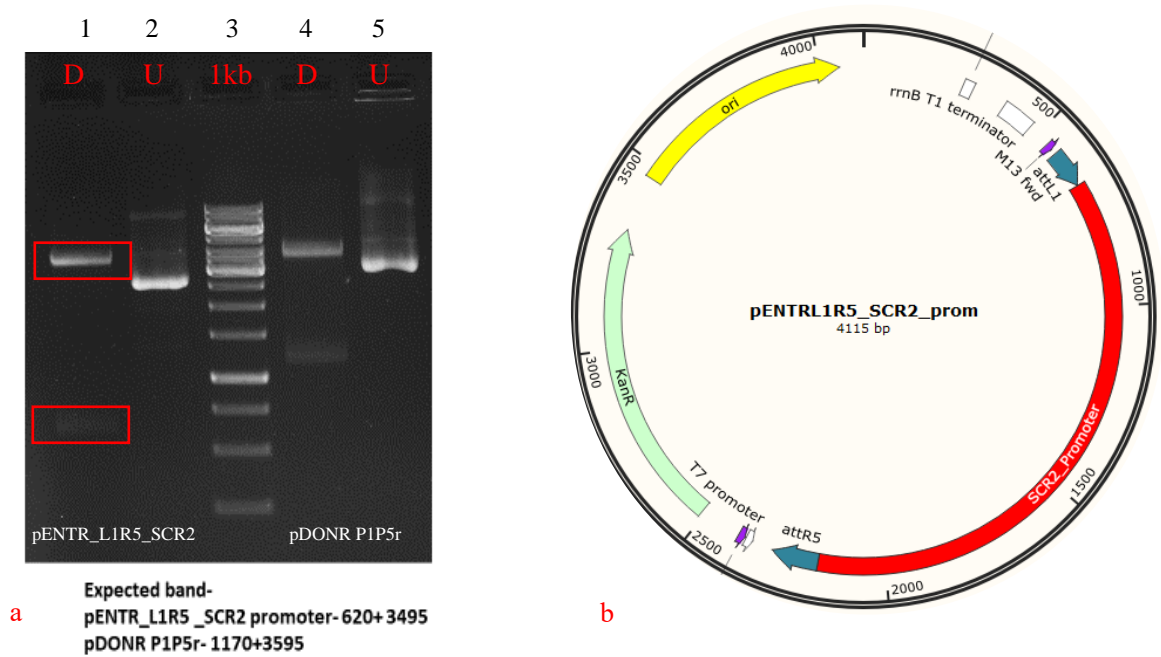 1 2 3 4 5
D U 1kb D U
pENTR_L1R5_SCR2 pDONR P1P5r
Expected band-
pENTR_L1R5 _SCR2 promoter- 620+ 3495
pDONR P1P5r- 1170+3595
a
4000
500
1000
1500
2000
2500
3000
3500
ori
rrnB T1 terminator
M13 fwd
attL1
SCR2_Promoter
attR5
T7 promoter
KanR
pENTRL1R5_SCR2_prom
4115 bp
b